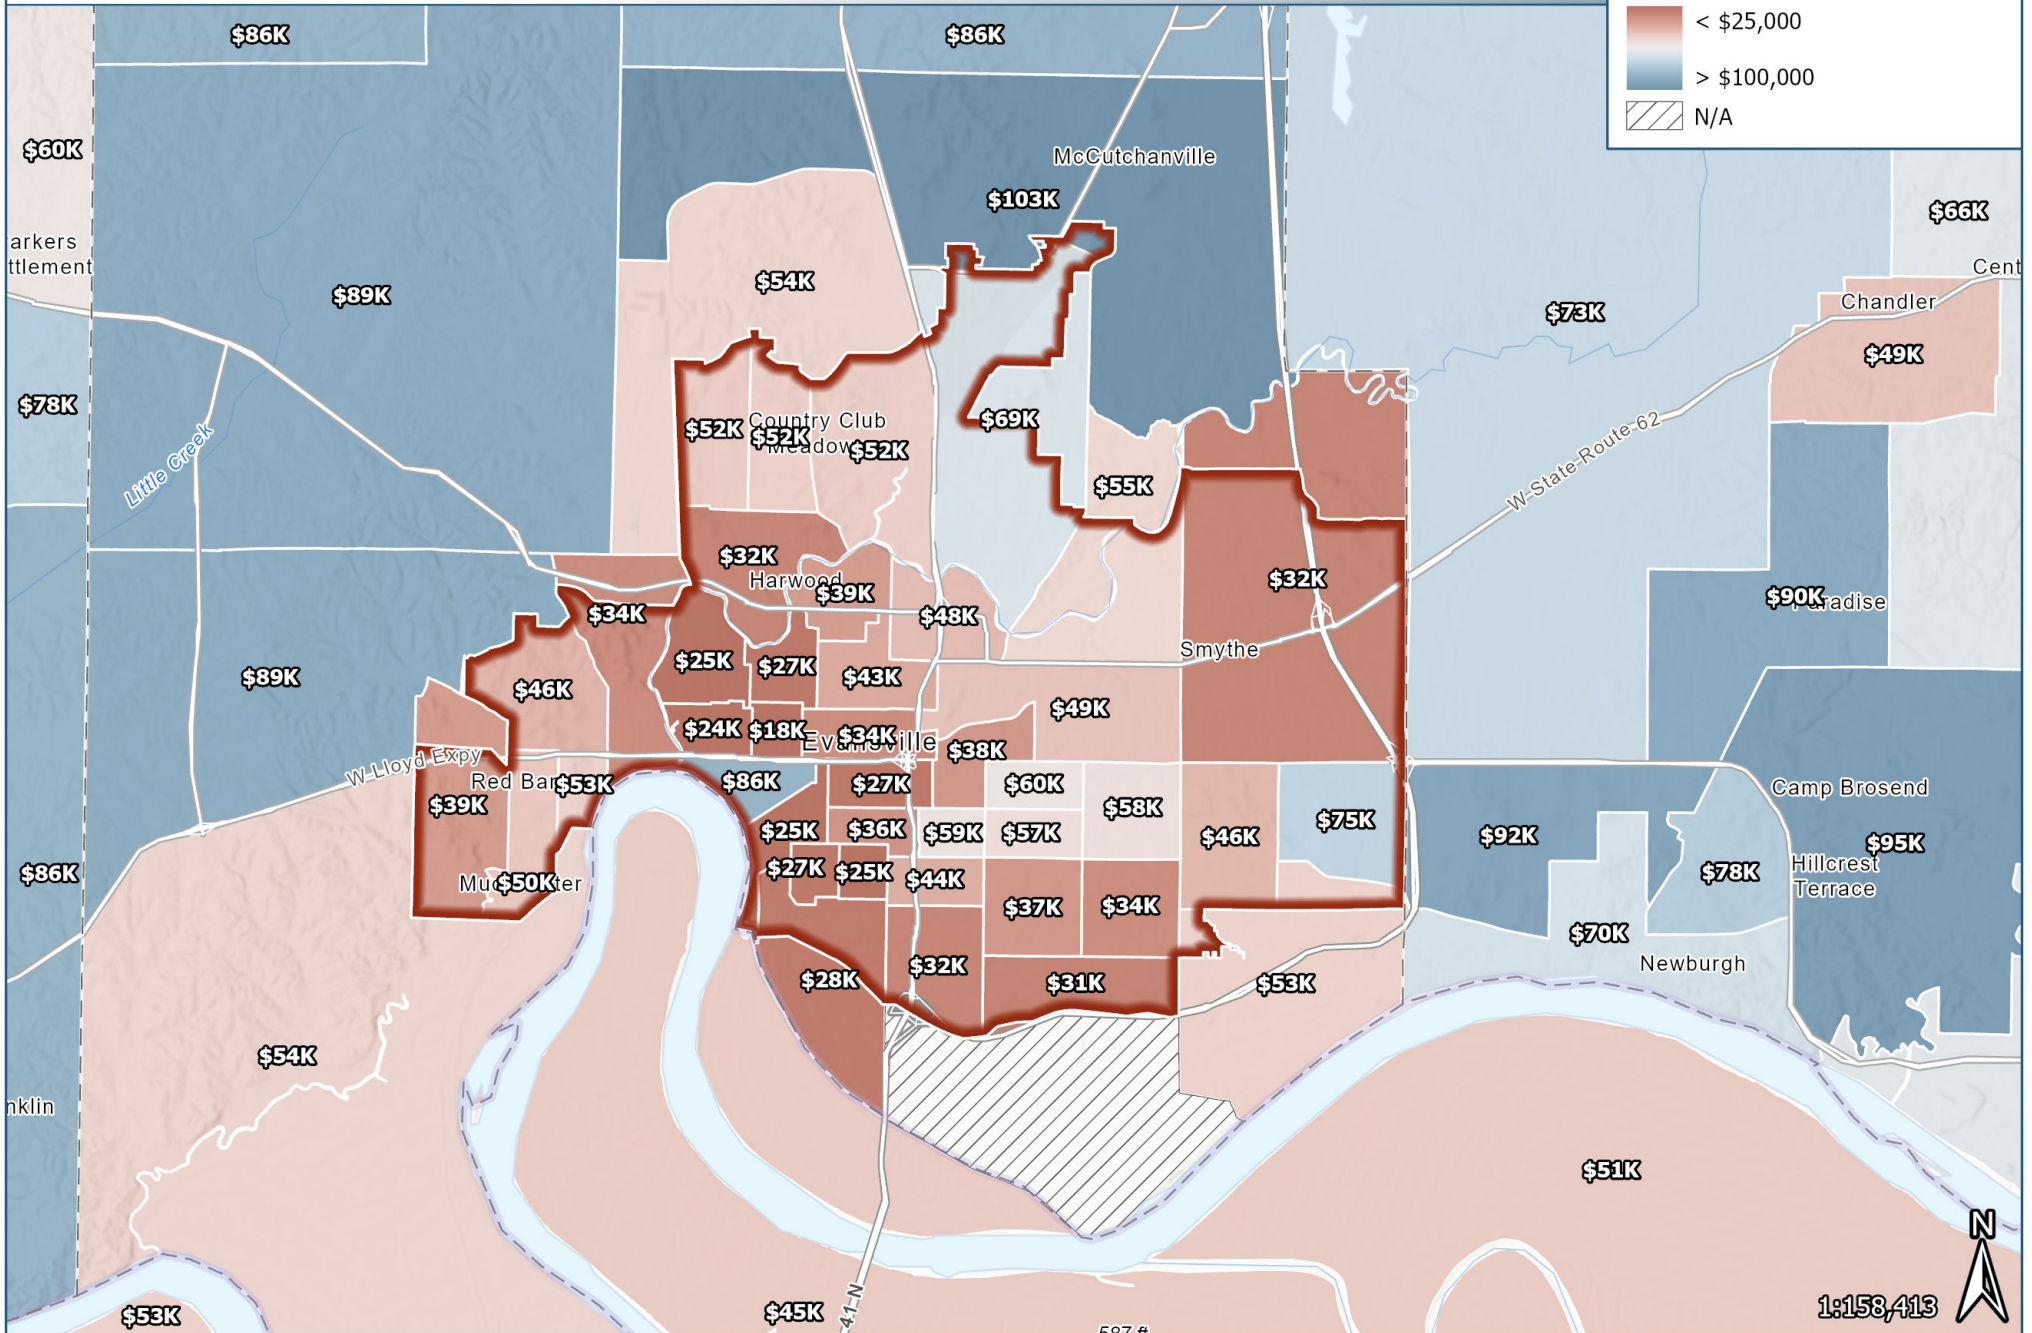 $86K
$86K
< $25,000
> $100,000
N/A
$60K
McCutchanville
$103K
$66K
arkers
ttlement
$54K
Cent
$89K
Chandler
$73K
$49K
$78K
$52K
Country Club
$52K
$69K
$52K
Little Creek
W State Route 62
$55K
$32K
Harwood
$39K
$32K
$34K
$48K
$90K
Smythe
$25K
$27K
$43K
$89K
$46K
$49K
$24K
$18K
$34K
Evansville
$38K
W Lloyd Expy
$53K
$86K
$27K
$60K
Camp Brosend
$39K
$58K
$75K
$25K
$36K
$59K
$57K
$46K
$92K
$95K
$86K
$27K
$25K
$44K
$78K
Hillcrest
Terrace
$50K
$37K
$34K
$70K
Newburgh
$28K
$32K
$31K
$53K
$54K
nklin
$51K
N
1:158,413
$53K
$45K
41 N